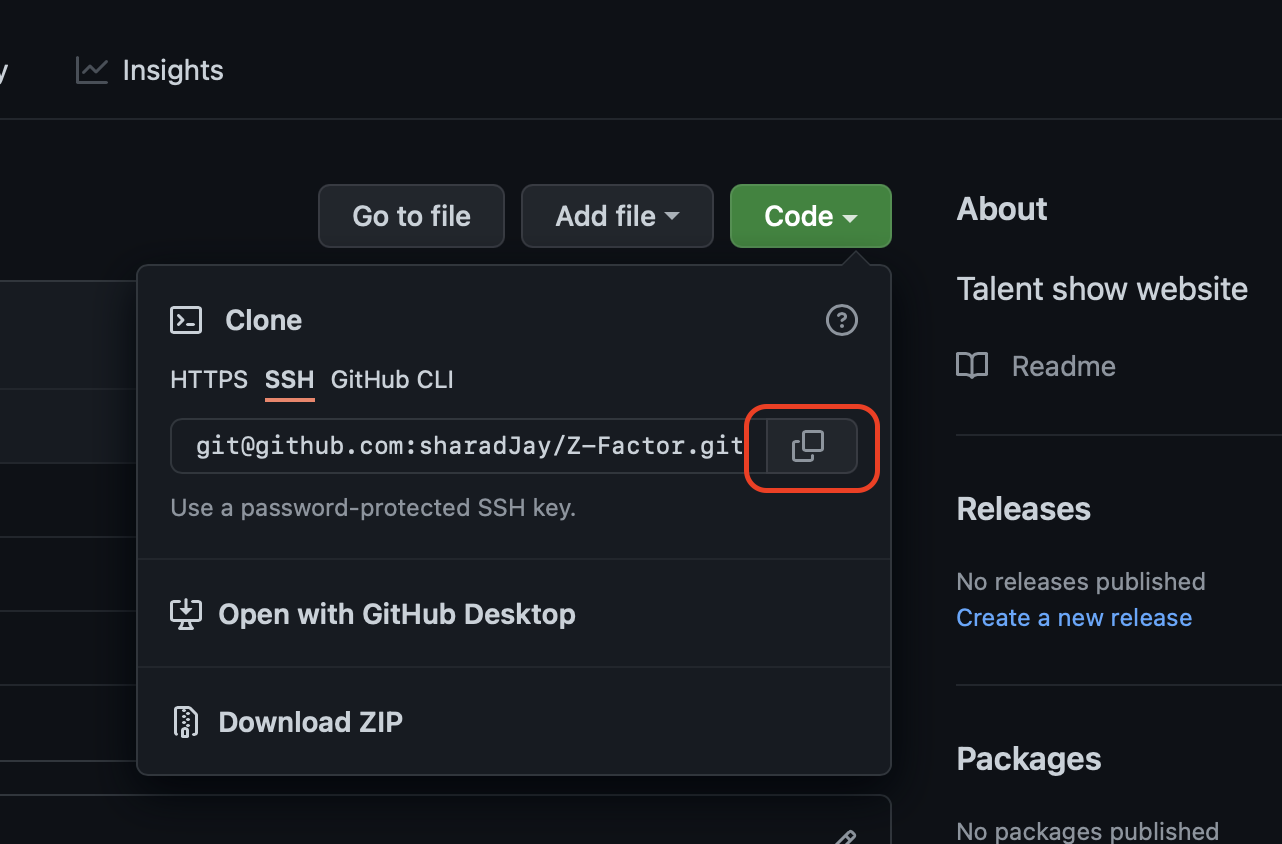 y
Insights
Go to file
Add file
Code
Clone
HTTPS SSH GitHub CLI
git@github.com:sharadJay/Z-Factor.git
Use a password-protected SSH key.
Open with GitHub Desktop
Download ZIP
About
Talent show website
Readme
Releases
No releases published
Create a new release
Packages
No packages published